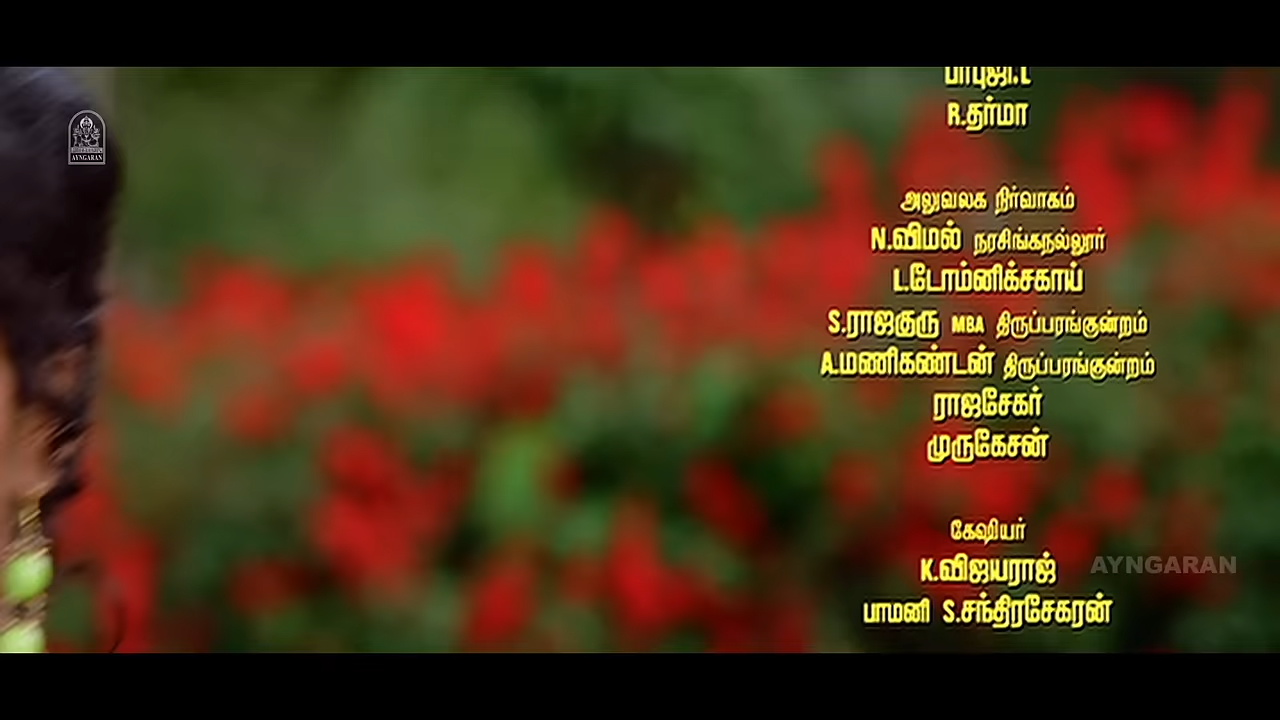 AYNGARAN
R.தர்மா
அலுவலக நிர்வாகம்
N.விமல் நரசிங்கநல்லூர்
L.டோம்னிக்சகாய்
S.ராஜகுரு MBA திருப்பரங்குன்றம்
A.மணிகண்டன் திருப்பரங்குன்றம்
ராஜசேகர்
முருகேசன்
கேஷியர்
K.விஜயராஜ்
AYNGARAN
பாமனி S.சந்திரசேகரன்